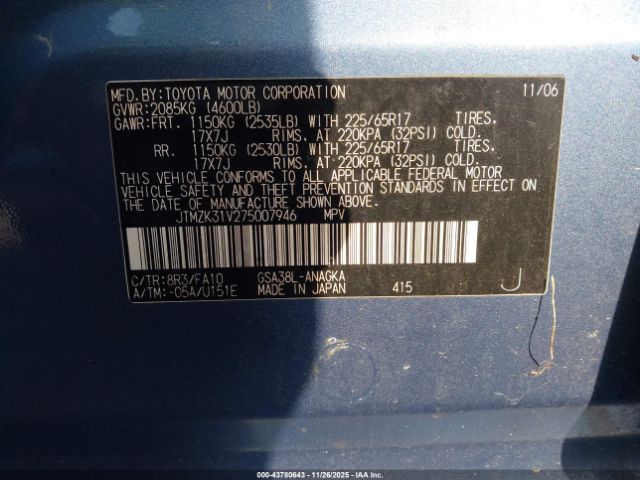 MFD. BY: TOYOTA MOTOR CORPORATION 11/06
GVWR: 2085KG (4600LB)
GAWR: FRT. 1150KG (2535LB) WITH 225/65R17 TIRES,
17X7J RIMS, AT 220KPA (32PSI) COLD.
RR. 1150KG (2530LB) WITH 225/65R17 TIRES,
17X7J RIMS, AT 220KPA (32PSI) COLD.
THIS VEHICLE CONFORMS TO ALL APPLICABLE FEDERAL MOTOR
VEHICLE SAFETY AND THEFT PREVENTION STANDARDS IN EFFECT ON
THE DATE OF MANUFACTURE SHOWN ABOVE.
JTMZK31V275007946 MPV
C/TR: 8R3/FA10 GSA38L-ANAGKA
A/TM: -05A/U151E MADE IN JAPAN 415 J
000-43780643 - 11/26/2025 - © IAA Inc.